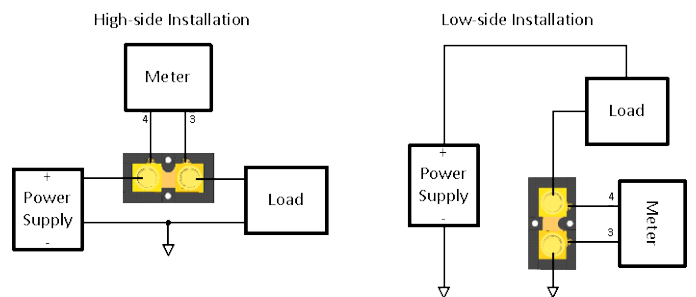 High-side Installation
Meter
4
3
+
Power
Supply
-
Load
Low-side Installation
Load
+
Power
Supply
-
4
3
Meter